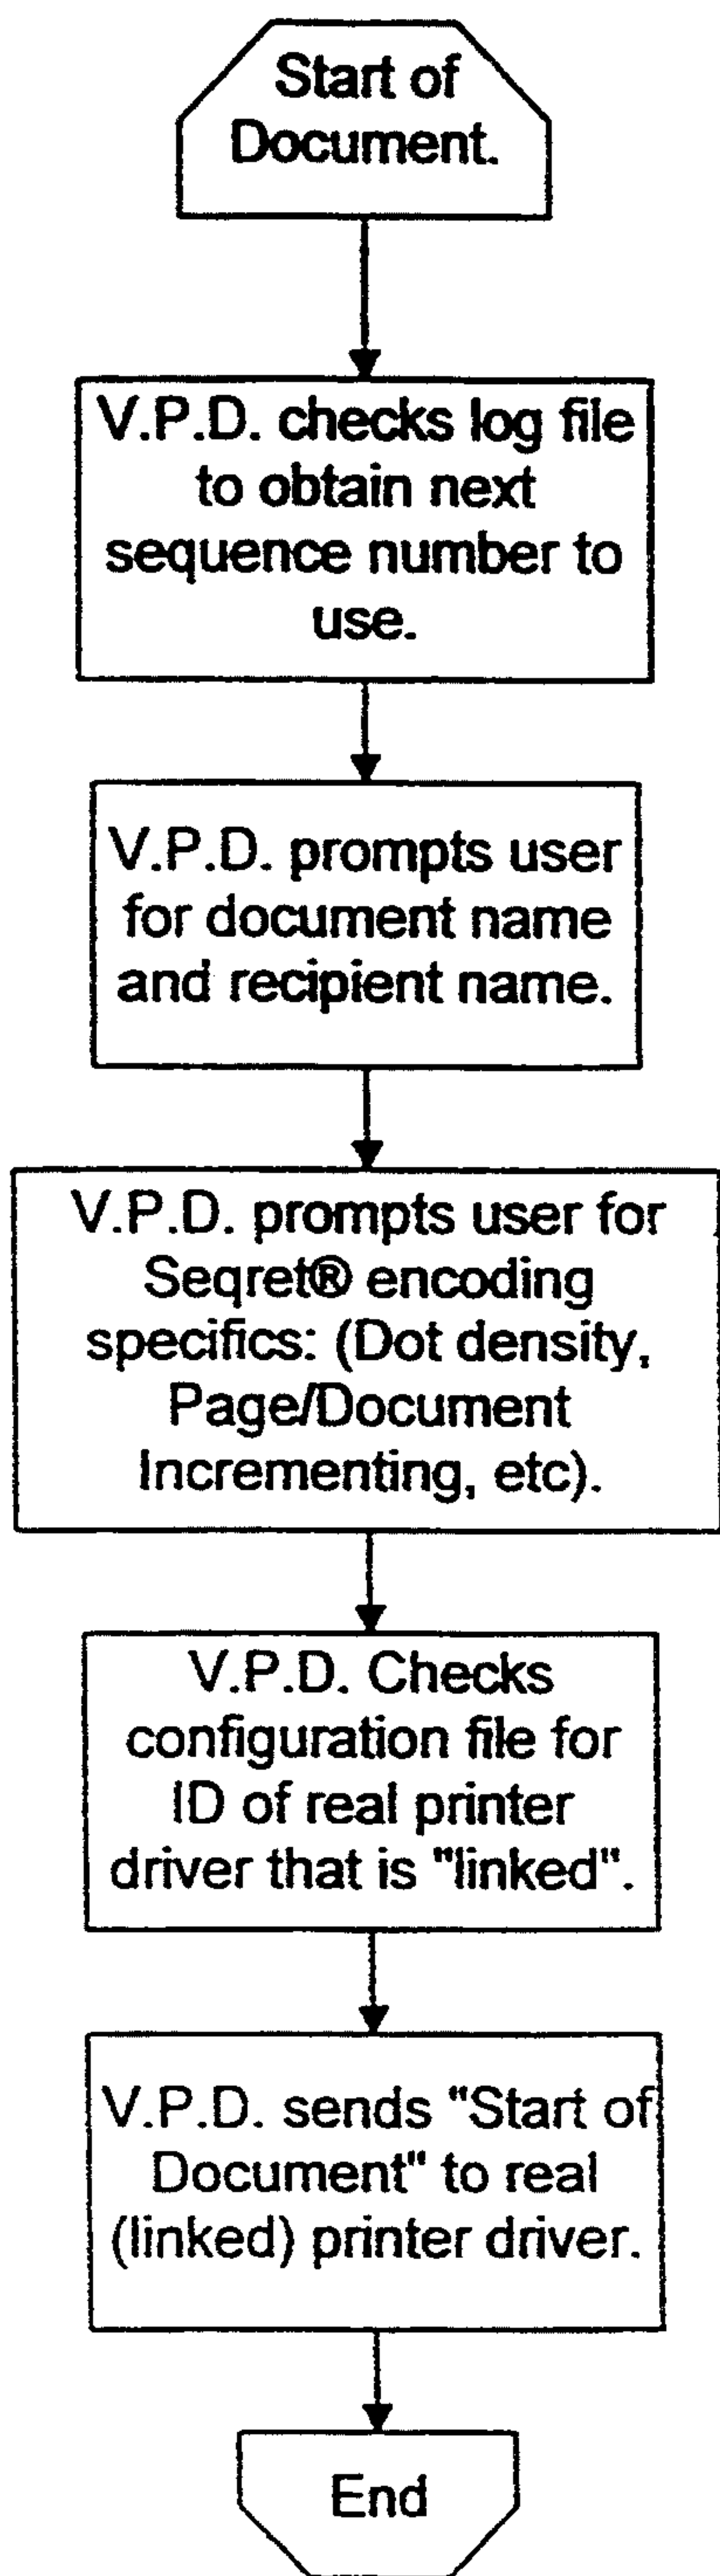 Start of
Document.
V.P.D. checks log file
to obtain next
sequence number to
use.
V.P.D. prompts user
for document name
and recipient name.
V.P.D. prompts user for
Seqret® encoding
specifics: (Dot density,
Page/Document
Incrementing, etc).
V.P.D. Checks
configuration file for
ID of real printer
driver that is "linked".
V.P.D. sends "Start of
Document" to real
(linked) printer driver.
End